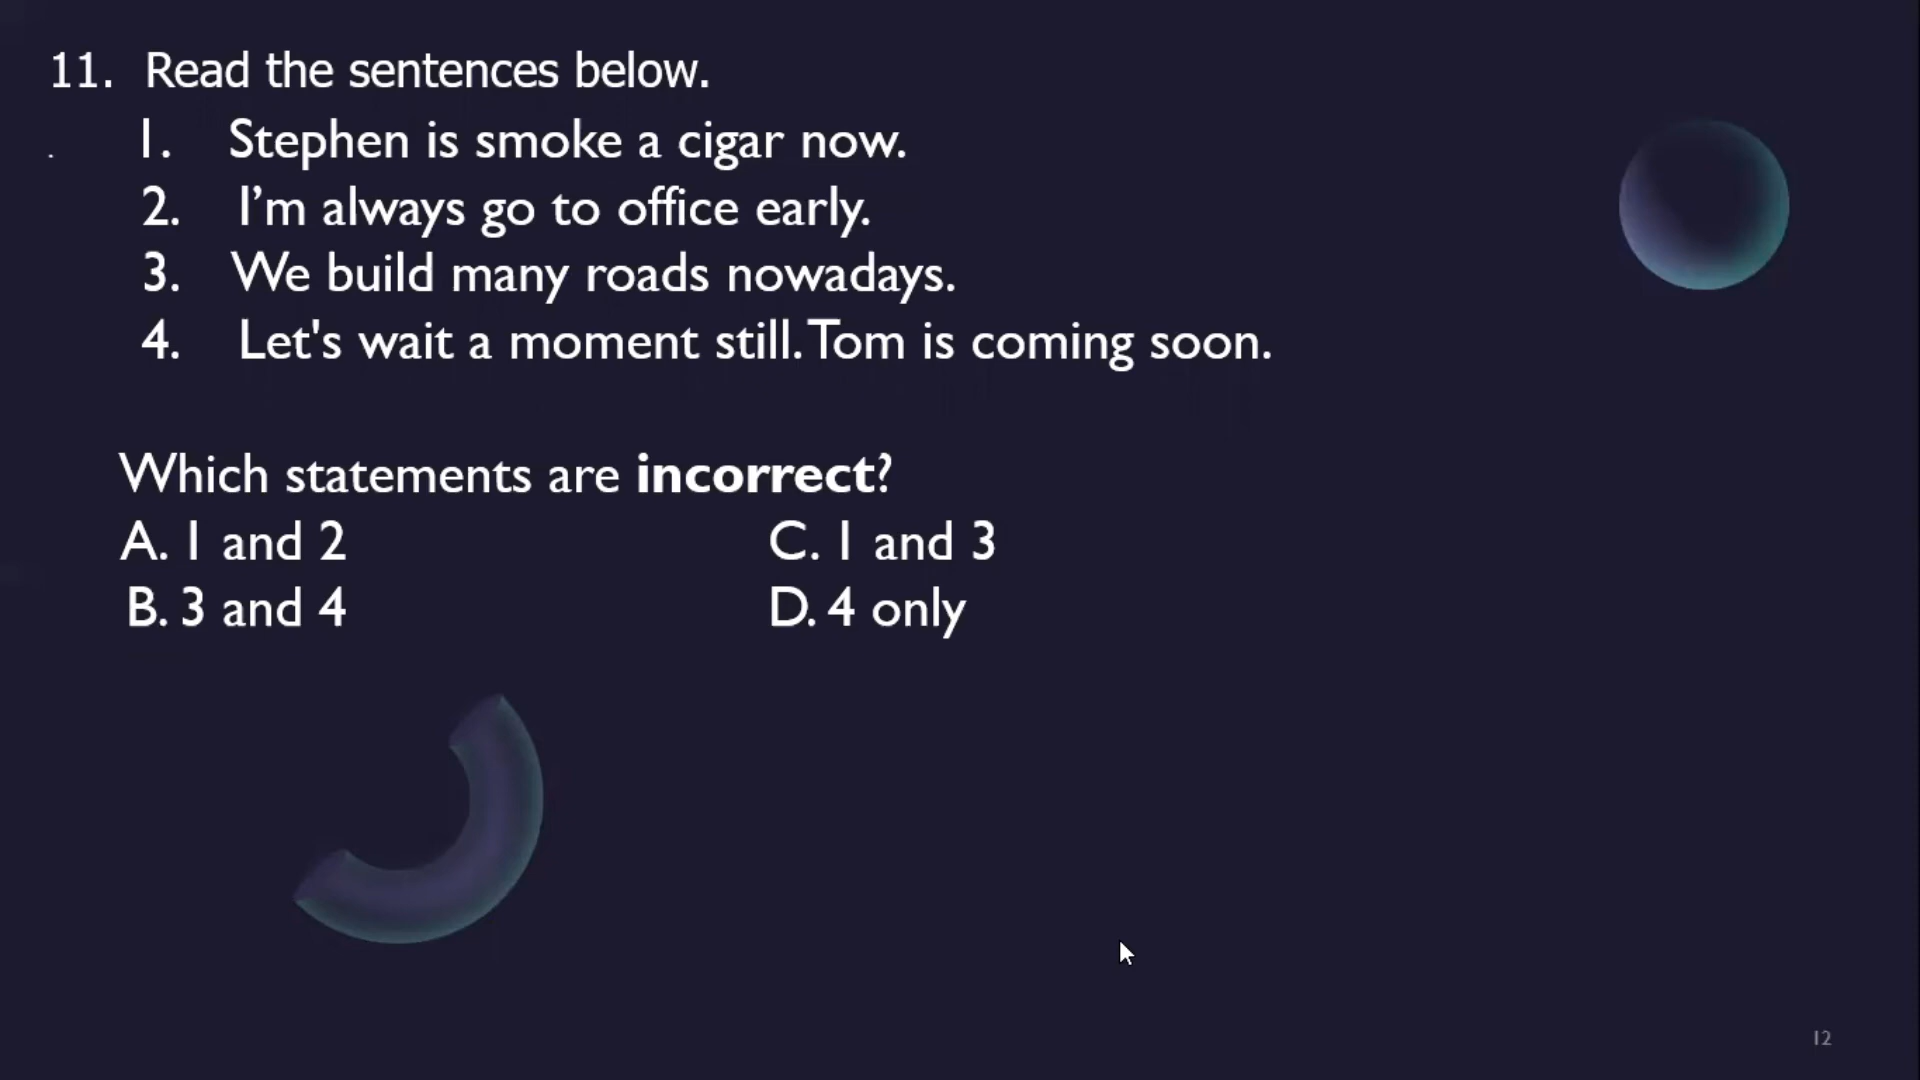 11. Read the sentences below.
. 1. Stephen is smoke a cigar now.
2. I’m always go to office early.
3. We build many roads nowadays.
4. Let's wait a moment still. Tom is coming soon.
Which statements are incorrect?
A. 1 and 2 C. 1 and 3
B. 3 and 4 D. 4 only
12